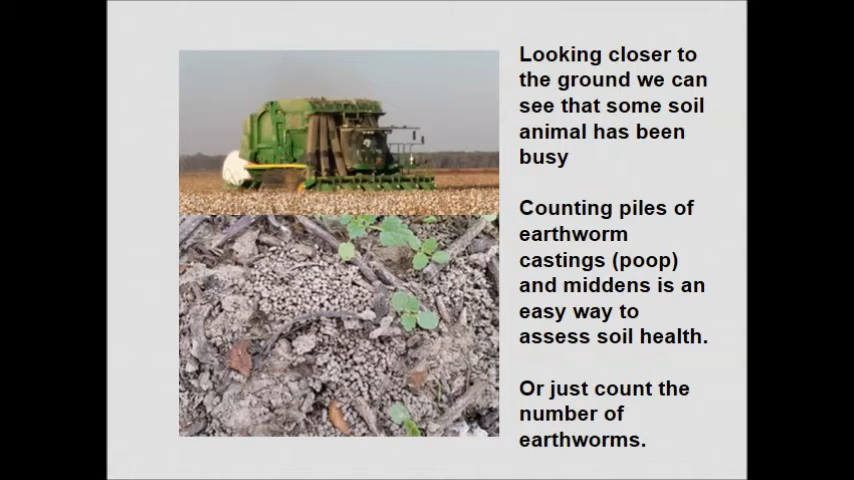 Looking closer to
the ground we can
see that some soil
animal has been
busy
Counting piles of
earthworm
castings (poop)
and middens is an
easy way to
assess soil health.
Or just count the
number of
earthworms.